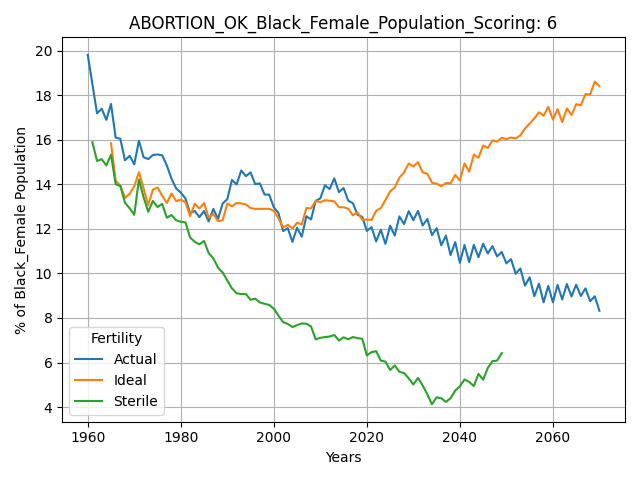 ABORTION_OK_Black_Female_Population_Scoring: 6
% of Black_Female Population
20
18
16
14
12
10
8
6
4
Fertility
Actual
Ideal
Sterile
1960 1980 2000 2020 2040 2060
Years